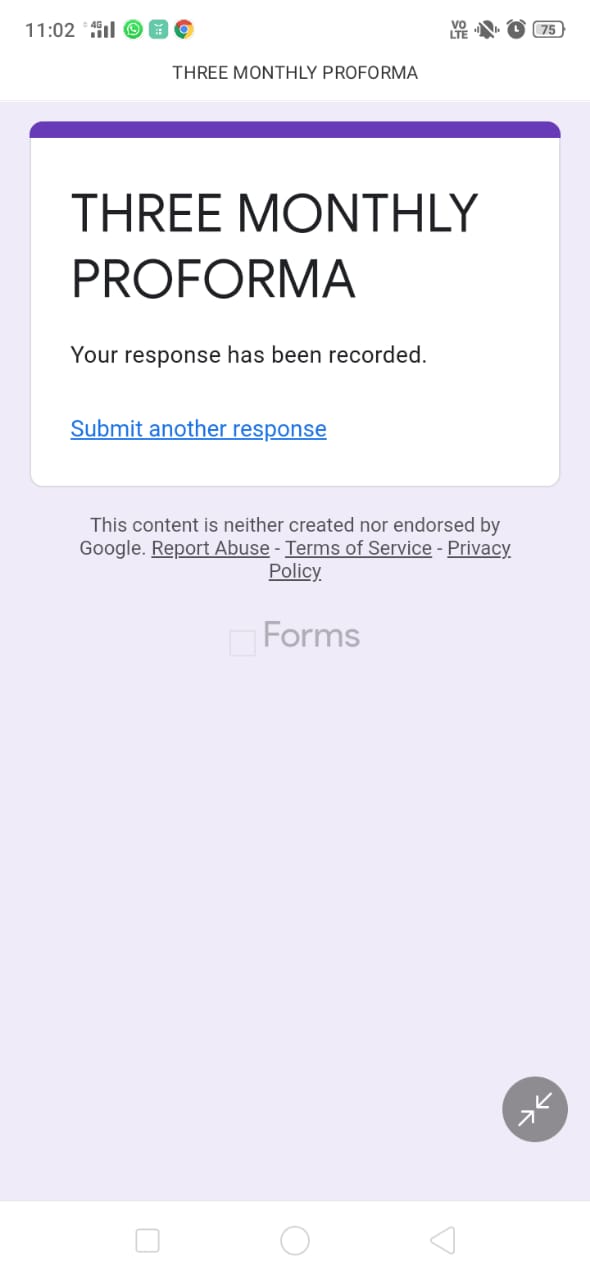 11:02 4G VO LTE 75
THREE MONTHLY PROFORMA
THREE MONTHLY
PROFORMA
Your response has been recorded.
Submit another response
This content is neither created nor endorsed by
Google. Report Abuse - Terms of Service - Privacy
Policy
Forms